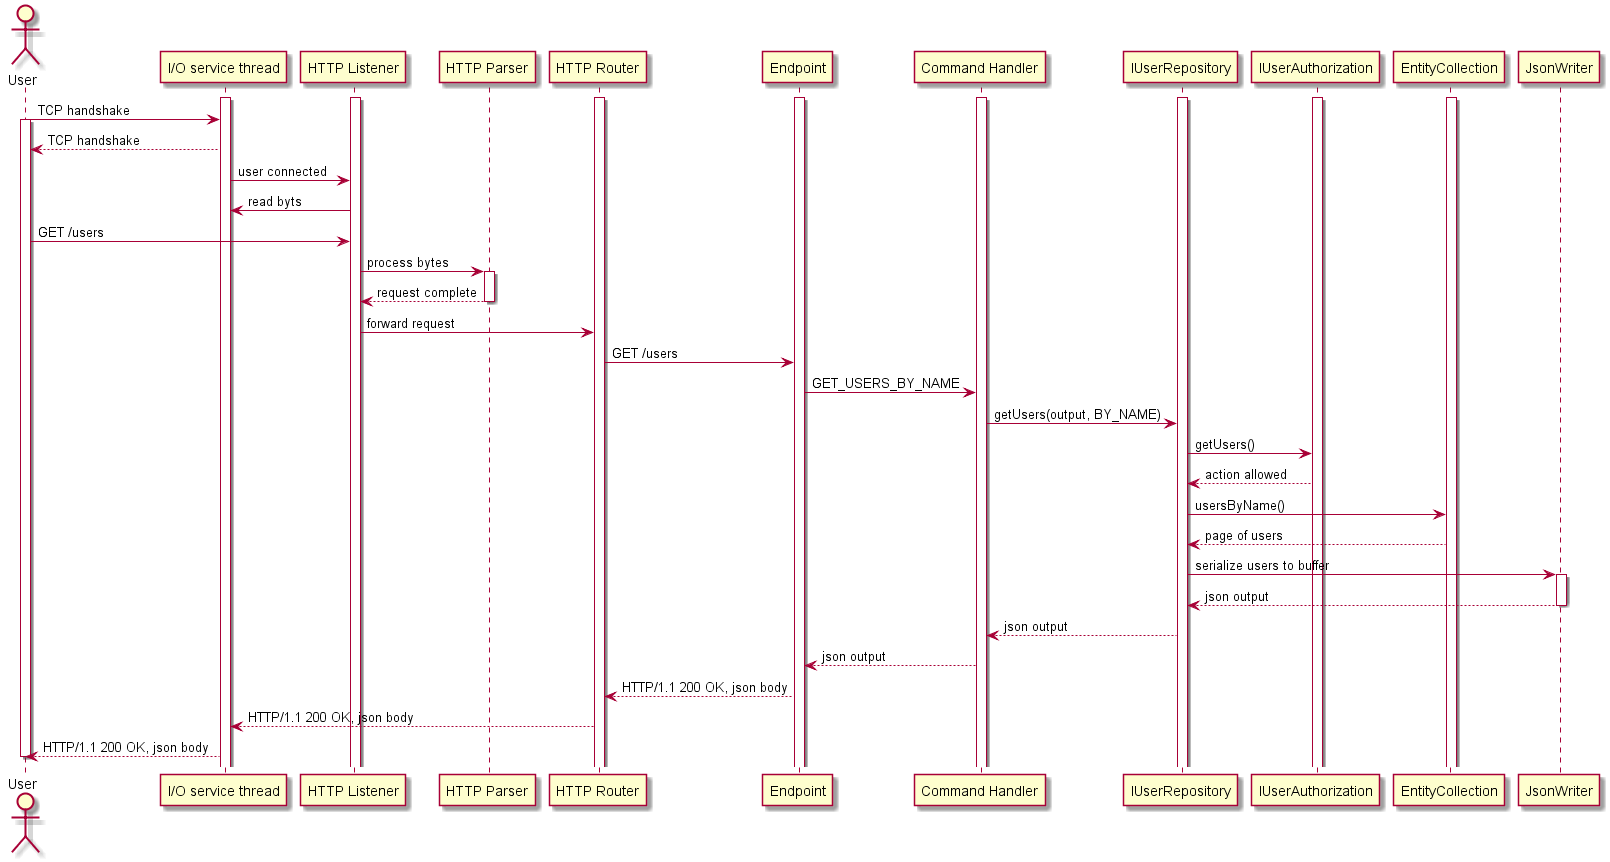 User
I/O service thread
HTTP Listener
HTTP Parser
HTTP Router
Endpoint
Command Handler
IUserRepository
IUserAuthorization
EntityCollection
JsonWriter
TCP handshake
TCP handshake
user connected
read byts
GET /users
process bytes
request complete
forward request
GET /users
GET_USERS_BY_NAME
getUsers(output, BY_NAME)
getUsers()
action allowed
usersByName()
page of users
serialize users to buffer
json output
json output
json output
HTTP/1.1 200 OK, json body
HTTP/1.1 200 OK, json body
HTTP/1.1 200 OK, json body
User
I/O service thread
HTTP Listener
HTTP Parser
HTTP Router
Endpoint
Command Handler
IUserRepository
IUserAuthorization
EntityCollection
JsonWriter